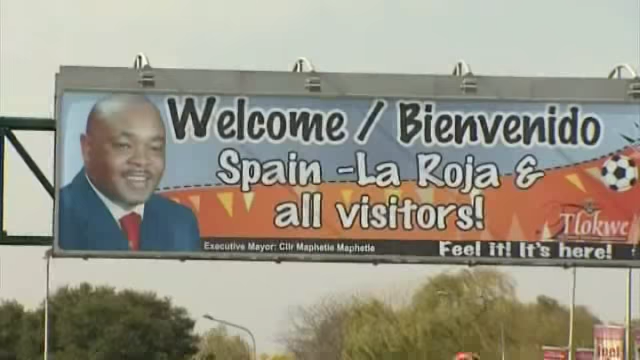 Welcome / Bienvenido
Spain -La Roja &
all visitors!
Tlokwe
Executive Mayor: Cllr Maphetle Maphetle
Feel it! It's here!